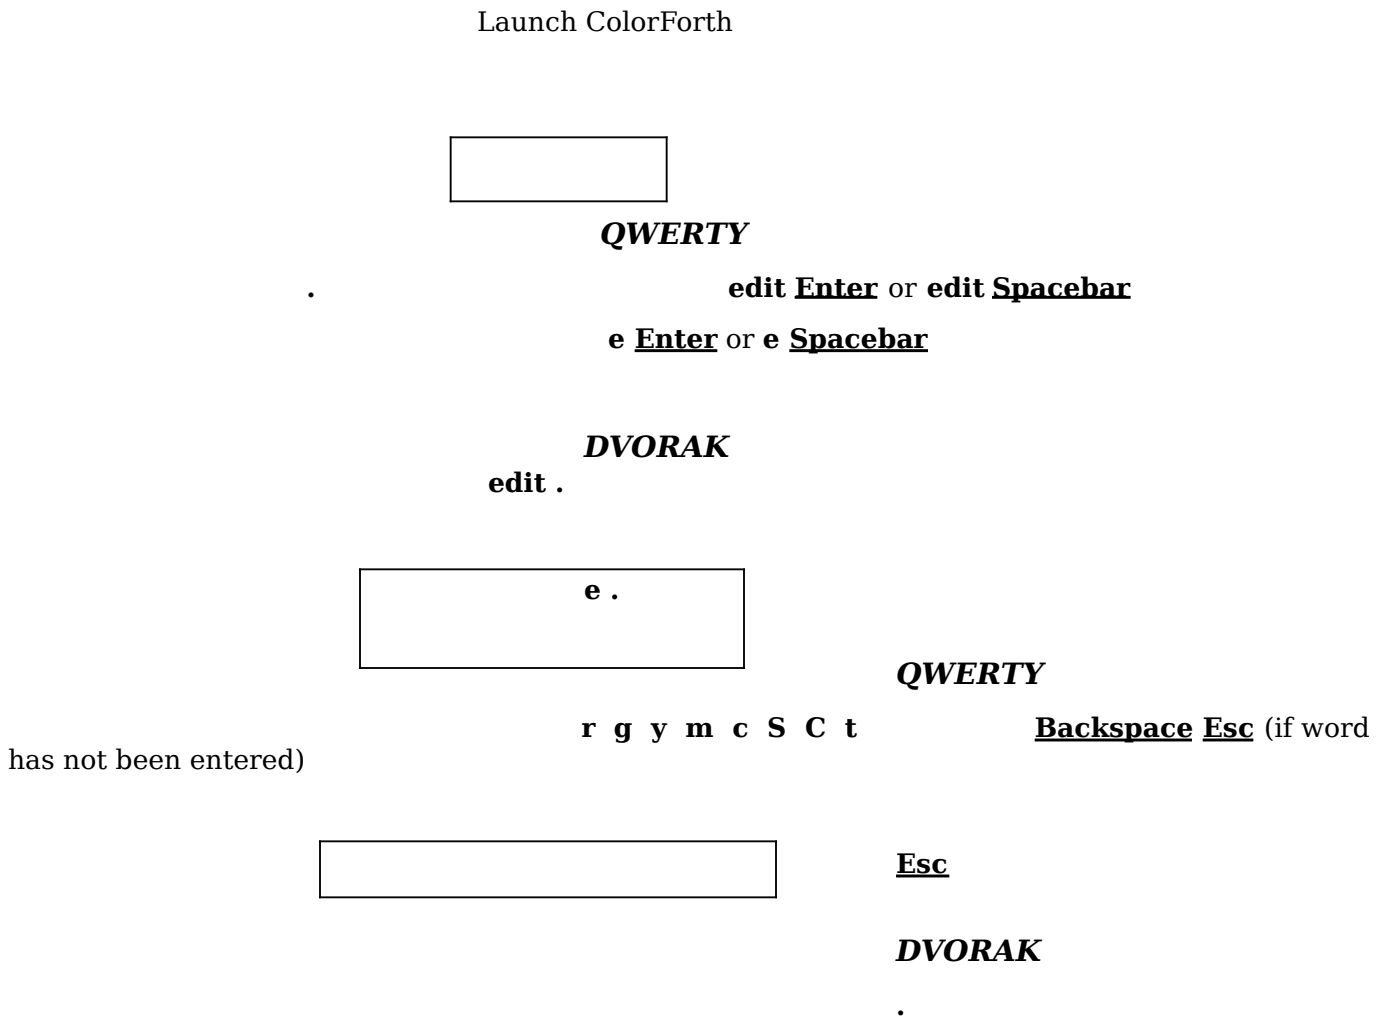 Launch ColorForth
QWERTY
. edit Enter or edit Spacebar
e Enter or e Spacebar
DVORAK
edit .
e .
QWERTY
r g y m c S C t Backspace Esc (if word
has not been entered)
Esc
DVORAK
.